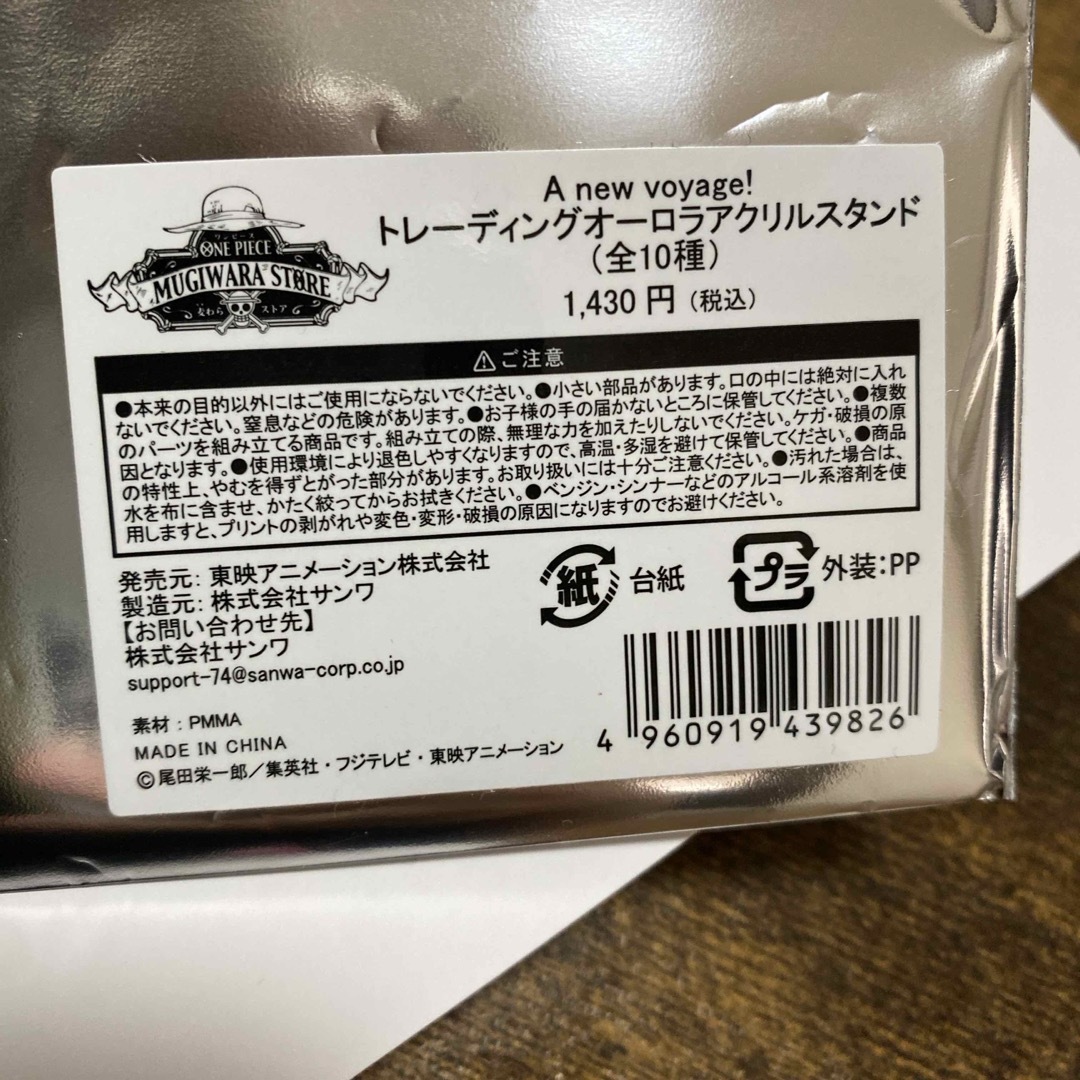 ワンピース
ONE PIECE
MUGIWARA STORE
麦わら ストア
A new voyage!
トレーディングオーロラアクリルスタンド
（全10種）
1,430 円（税込）
⚠ご注意
●本来の目的以外にはご使用にならないでください。●小さい部品があります。口の中には絶対に入れ
ないでください。窒息などの危険があります。●お子様の手の届かないところに保管してください。●複数
のパーツを組み立てる商品です。組み立ての際、無理な力を加えたりしないでください。ケガ・破損の原
因となります。●使用環境により退色しやすくなりますので、高温・多湿を避けて保管してください。●商品
の特性上、やむを得ずとがった部分があります。お取り扱いには十分ご注意ください。●汚れた場合は、
水を布に含ませ、かたく絞ってからお拭きください。●ベンジン・シンナーなどのアルコール系溶剤を使
用しますと、プリントの剥がれや変色・変形・破損の原因になりますのでお避けください。
発売元：東映アニメーション株式会社
製造元：株式会社サンワ
【お問い合わせ先】
株式会社サンワ
support-74@sanwa-corp.co.jp
紙 台紙
プラ 外装：PP
素材：PMMA
MADE IN CHINA
©尾田栄一郎／集英社・フジテレビ・東映アニメーション
4 960919 439826